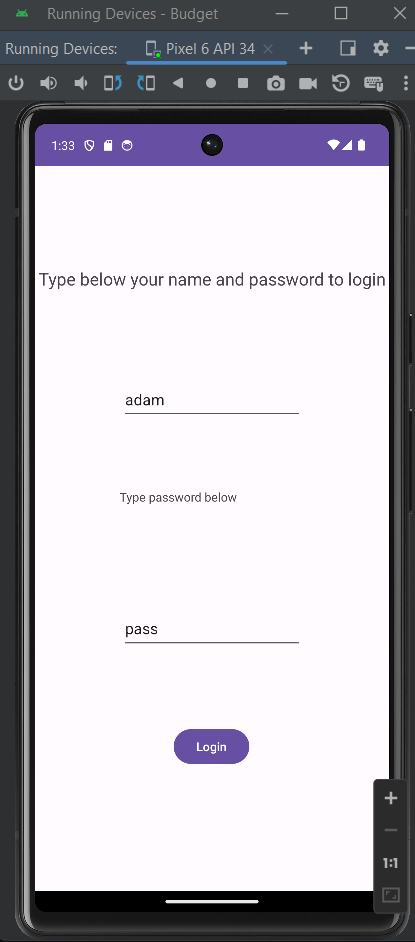 Running Devices - Budget
Running Devices: Pixel 6 API 34
1:33
Type below your name and password to login
adam
Type password below
pass
Login
1:1